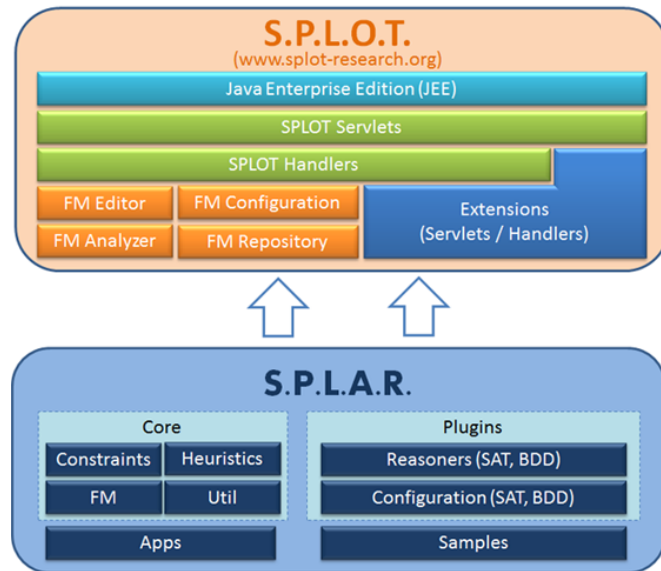 S.P.L.O.T.
(www.splot-research.org)
Java Enterprise Edition (JEE)
SPLOT Servlets
SPLOT Handlers
FM Editor
FM Configuration
FM Analyzer
FM Repository
Extensions
(Servlets / Handlers)
S.P.L.A.R.
Core
Constraints
Heuristics
FM
Util
Plugins
Reasoners (SAT, BDD)
Configuration (SAT, BDD)
Apps
Samples